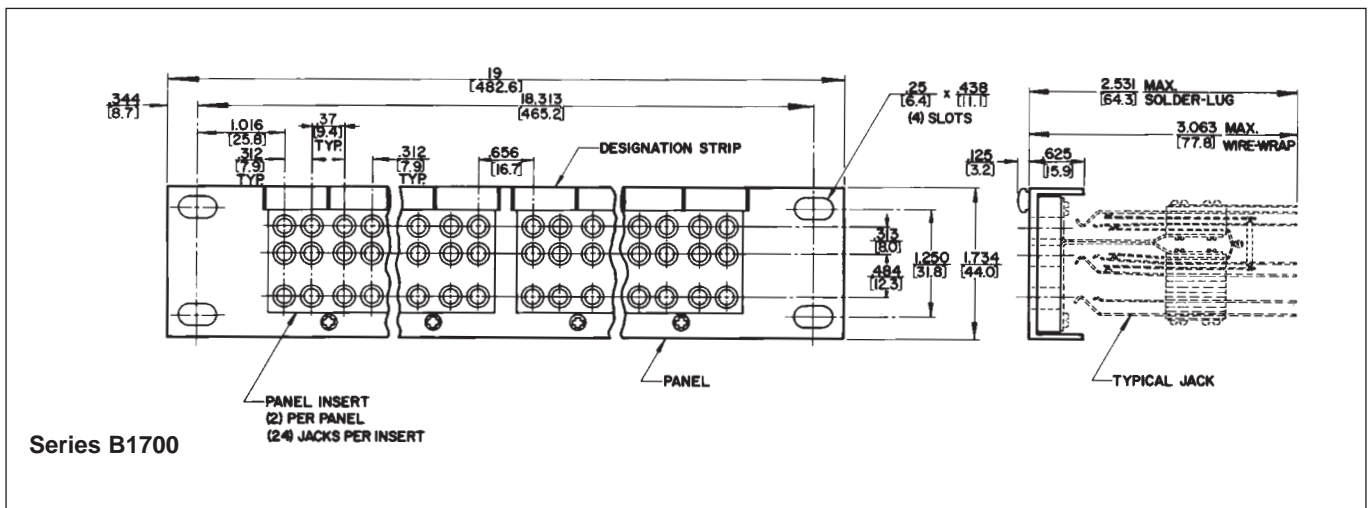 19
[482.6]
.344
[8.7]
18.313
[465.2]
.25 x .438
[6.4] [11.1]
(4) SLOTS
2.531 MAX.
[64.3] SOLDER-LUG
3.063 MAX.
[77.8] WIRE-WRAP
1.016
[25.8]
.37
[9.4]
TYP.
.312
[7.9]
TYP.
.312
[7.9]
TYP.
.656
[16.7]
DESIGNATION STRIP
.125
[3.2]
.625
[15.9]
.313
[8.0]
.484
[12.3]
1.250
[31.8]
1.734
[44.0]
PANEL
TYPICAL JACK
PANEL INSERT
(2) PER PANEL
(24) JACKS PER INSERT
Series B1700